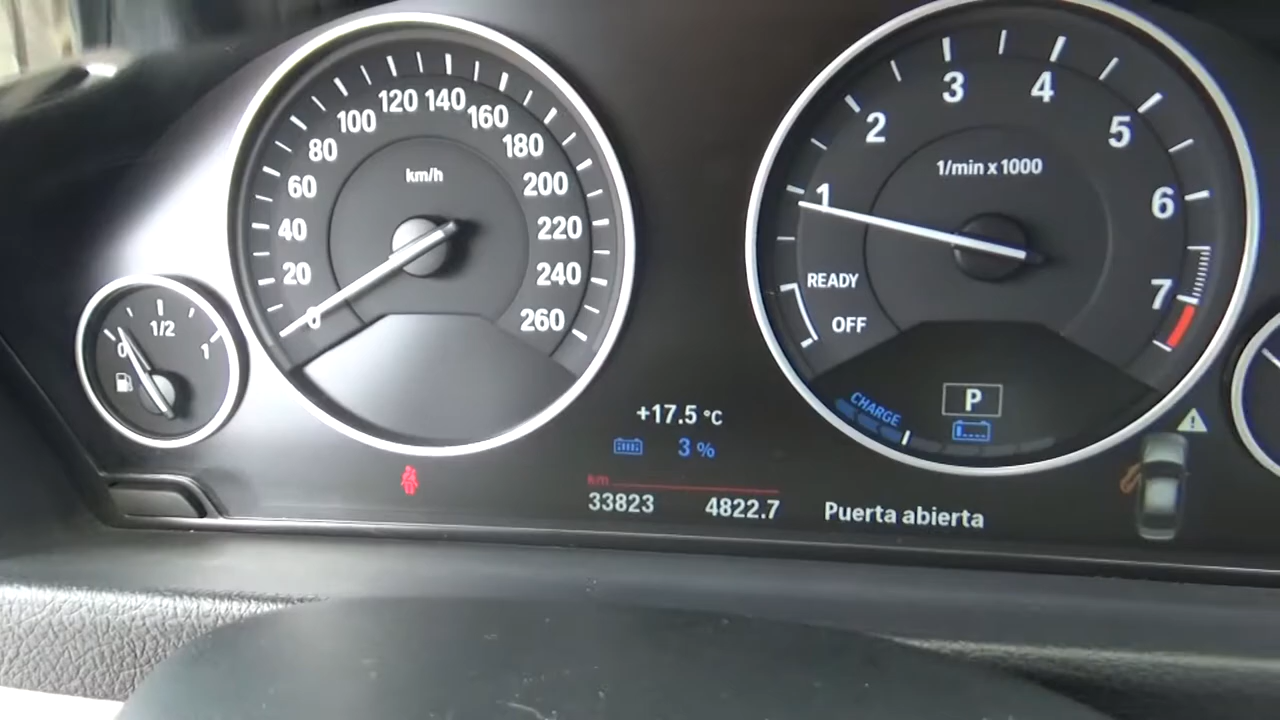 km/h
0
20
40
60
80
100
120
140
160
180
200
220
240
260
0
1/2
1
1/min x 1000
1
2
3
4
5
6
7
READY
OFF
CHARGE
P
+17.5 °C
3 %
km
33823 4822.7
Puerta abierta